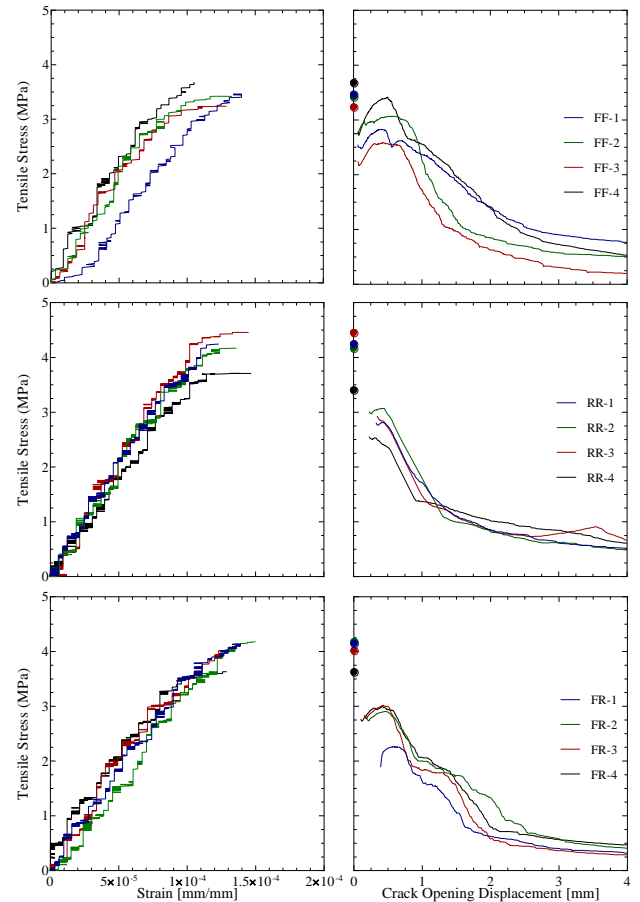 5
4
3
2
1
0
Tensile Stress (MPa)
FF-1
FF-2
FF-3
FF-4
5
4
3
2
1
0
Tensile Stress (MPa)
RR-1
RR-2
RR-3
RR-4
5
4
3
2
1
0
Tensile Stress (MPa)
FR-1
FR-2
FR-3
FR-4
0 5×10⁻⁵ 1×10⁻⁴ 1.5×10⁻⁴ 2×10⁻⁴
0 1 2 3 4
Strain [mm/mm]
Crack Opening Displacement [mm]